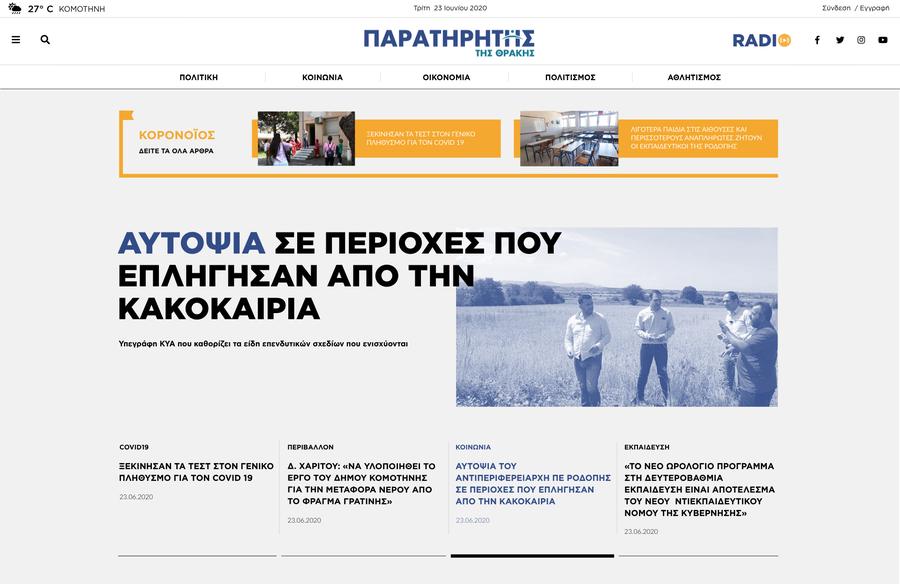 27° C ΚΟΜΟΤΗΝΗ
Τρίτη 23 Ιουνίου 2020
Σύνδεση / Εγγραφή
ΠΑΡΑΤΗΡΗΤΗΣ
ΤΗΣ ΘΡΑΚΗΣ
RADIO
ΠΟΛΙΤΙΚΗ
ΚΟΙΝΩΝΙΑ
ΟΙΚΟΝΟΜΙΑ
ΠΟΛΙΤΙΣΜΟΣ
ΑΘΛΗΤΙΣΜΟΣ
ΚΟΡΟΝΟΪΟΣ
ΔΕΙΤΕ ΤΑ ΟΛΑ ΑΡΘΡΑ
ΞΕΚΙΝΗΣΑΝ ΤΑ ΤΕΣΤ ΣΤΟΝ ΓΕΝΙΚΟ
ΠΛΗΘΥΣΜΟ ΓΙΑ ΤΟΝ COVID 19
ΛΙΓΟΤΕΡΑ ΠΑΙΔΙΑ ΣΤΙΣ ΑΙΘΟΥΣΕΣ ΚΑΙ
ΠΕΡΙΣΣΟΤΕΡΟΥΣ ΑΝΑΠΛΗΡΩΤΕΣ ΖΗΤΟΥΝ
ΟΙ ΕΚΠΑΙΔΕΥΤΙΚΟΙ ΤΗΣ ΡΟΔΟΠΗΣ
ΑΥΤΟΨΙΑ ΣΕ ΠΕΡΙΟΧΕΣ ΠΟΥ
ΕΠΛΗΓΗΣΑΝ ΑΠΟ ΤΗΝ
ΚΑΚΟΚΑΙΡΙΑ
Υπεγράφη ΚΥΑ που καθορίζει τα είδη επενδυτικών σχεδίων που ενισχύονται
COVID19
ΞΕΚΙΝΗΣΑΝ ΤΑ ΤΕΣΤ ΣΤΟΝ ΓΕΝΙΚΟ
ΠΛΗΘΥΣΜΟ ΓΙΑ ΤΟΝ COVID 19
23.06.2020
ΠΕΡΙΒΑΛΛΟΝ
Δ. ΧΑΡΙΤΟΥ: «ΝΑ ΥΛΟΠΟΙΗΘΕΙ ΤΟ
ΕΡΓΟ ΤΟΥ ΔΗΜΟΥ ΚΟΜΟΤΗΝΗΣ
ΓΙΑ ΤΗΝ ΜΕΤΑΦΟΡΑ ΝΕΡΟΥ ΑΠΟ
ΤΟ ΦΡΑΓΜΑ ΓΡΑΤΙΝΗΣ»
23.06.2020
ΚΟΙΝΩΝΙΑ
ΑΥΤΟΨΙΑ ΤΟΥ
ΑΝΤΙΠΕΡΙΦΕΡΕΙΑΡΧΗ ΠΕ ΡΟΔΟΠΗΣ
ΣΕ ΠΕΡΙΟΧΕΣ ΠΟΥ ΕΠΛΗΓΗΣΑΝ
ΑΠΟ ΤΗΝ ΚΑΚΟΚΑΙΡΙΑ
23.06.2020
ΕΚΠΑΙΔΕΥΣΗ
«ΤΟ ΝΕΟ ΩΡΟΛΟΓΙΟ ΠΡΟΓΡΑΜΜΑ
ΣΤΗ ΔΕΥΤΕΡΟΒΑΘΜΙΑ
ΕΚΠΑΙΔΕΥΣΗ ΕΙΝΑΙ ΑΠΟΤΕΛΕΣΜΑ
ΤΟΥ ΝΕΟΥ ΝΤΙΕΚΠΑΙΔΕΥΤΙΚΟΥ
ΝΟΜΟΥ ΤΗΣ ΚΥΒΕΡΝΗΣΗΣ»
23.06.2020